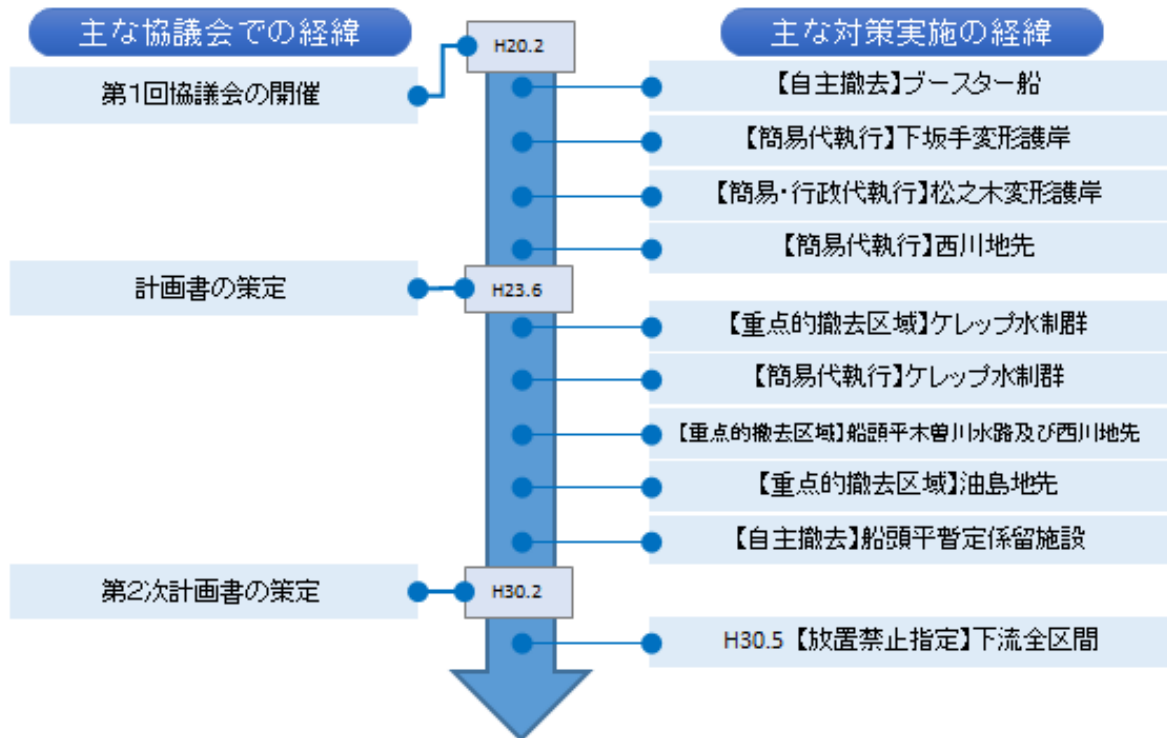 主な協議会での経緯
主な対策実施の経緯
H20.2
第1回協議会の開催
【自主撤去】ブースター船
【簡易代執行】下坂手変形護岸
【簡易・行政代執行】松之木変形護岸
【簡易代執行】西川地先
計画書の策定
H23.6
【重点的撤去区域】ケレップ水制群
【簡易代執行】ケレップ水制群
【重点的撤去区域】船頭平木曽川水路及び西川地先
【重点的撤去区域】油島地先
【自主撤去】船頭平暫定係留施設
第2次計画書の策定
H30.2
H30.5 【放置禁止指定】下流全区間